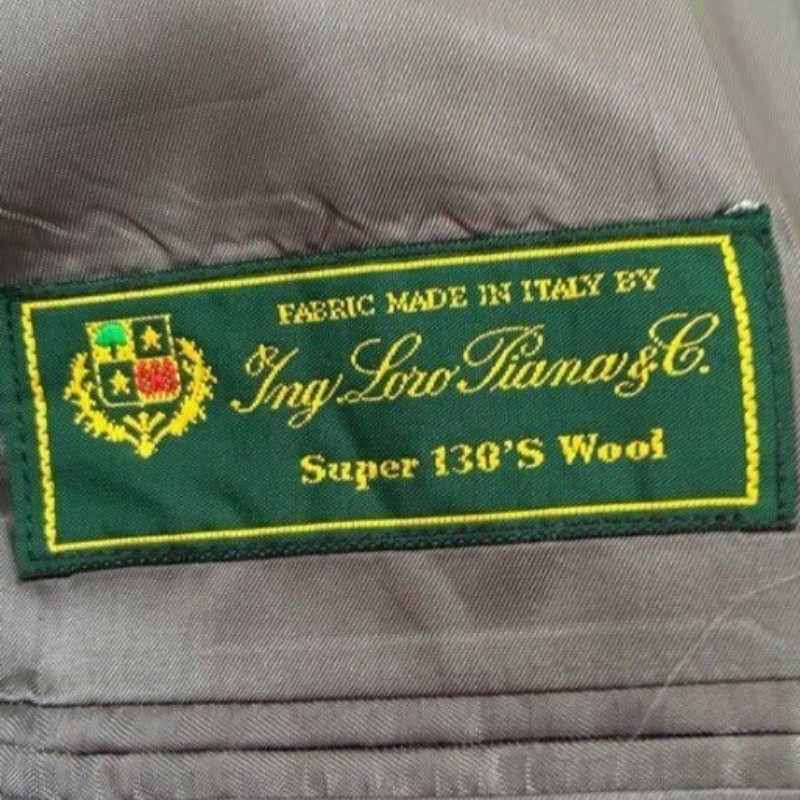 FABRIC MADE IN ITALY BY
Ing Loro Piana & C.
Super 130'S Wool